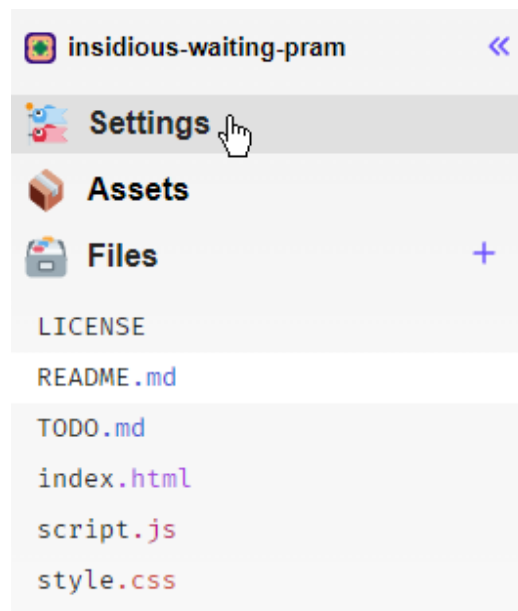 insidious-waiting-pram «
Settings
Assets
Files +
LICENSE
README.md
TODO.md
index.html
script.js
style.css